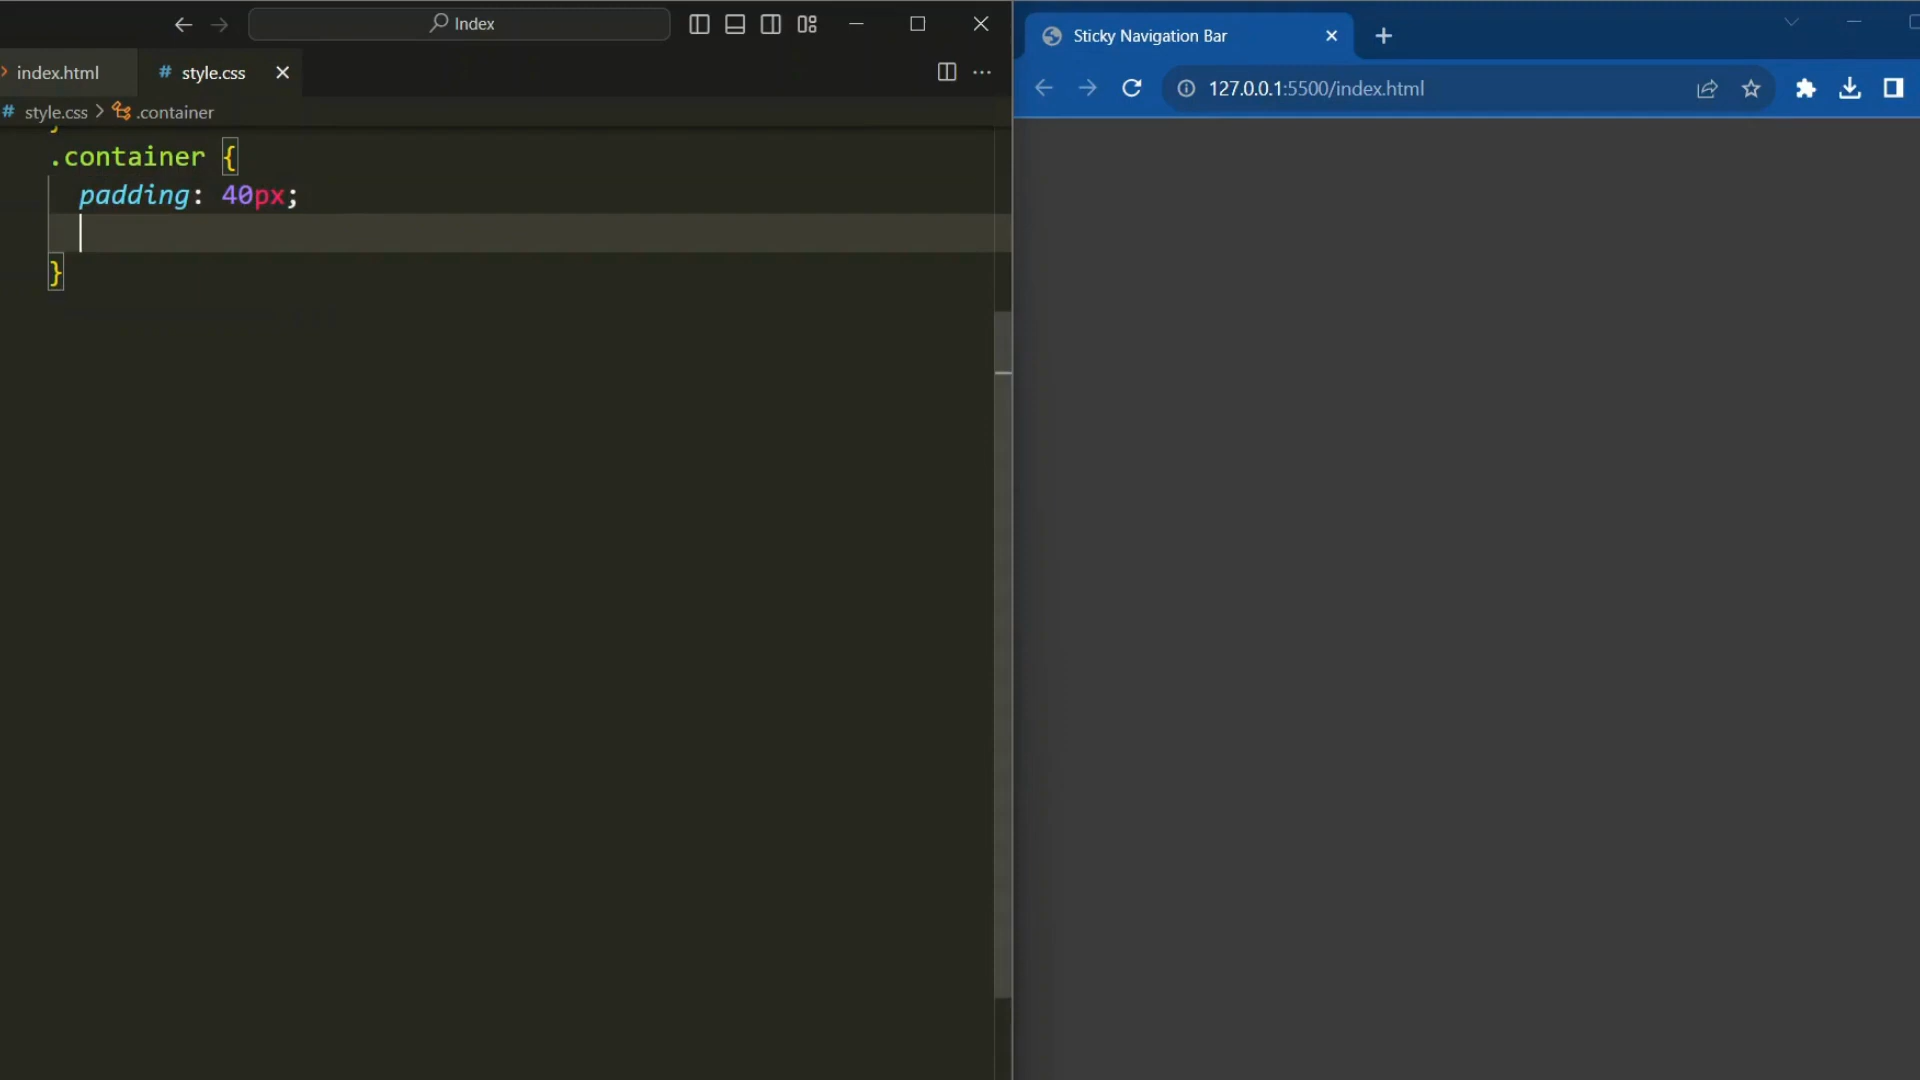 Index
index.html
# style.css
# style.css > .container
}
.container {
padding: 40px;
}
Sticky Navigation Bar
127.0.0.1:5500/index.html